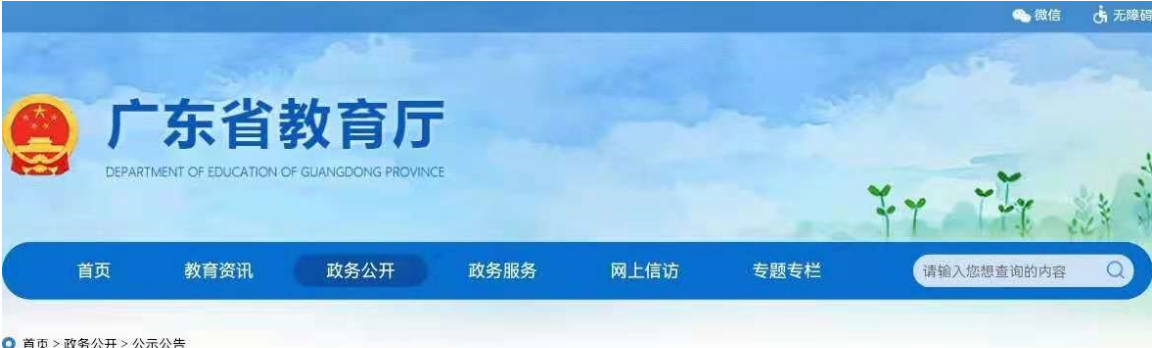 微信 无障碍
广东省教育厅
DEPARTMENT OF EDUCATION OF GUANGDONG PROVINCE
首页 教育资讯 政务公开 政务服务 网上信访 专题专栏 请输入您想查询的内容
首页 > 政务公开 > 公示公告